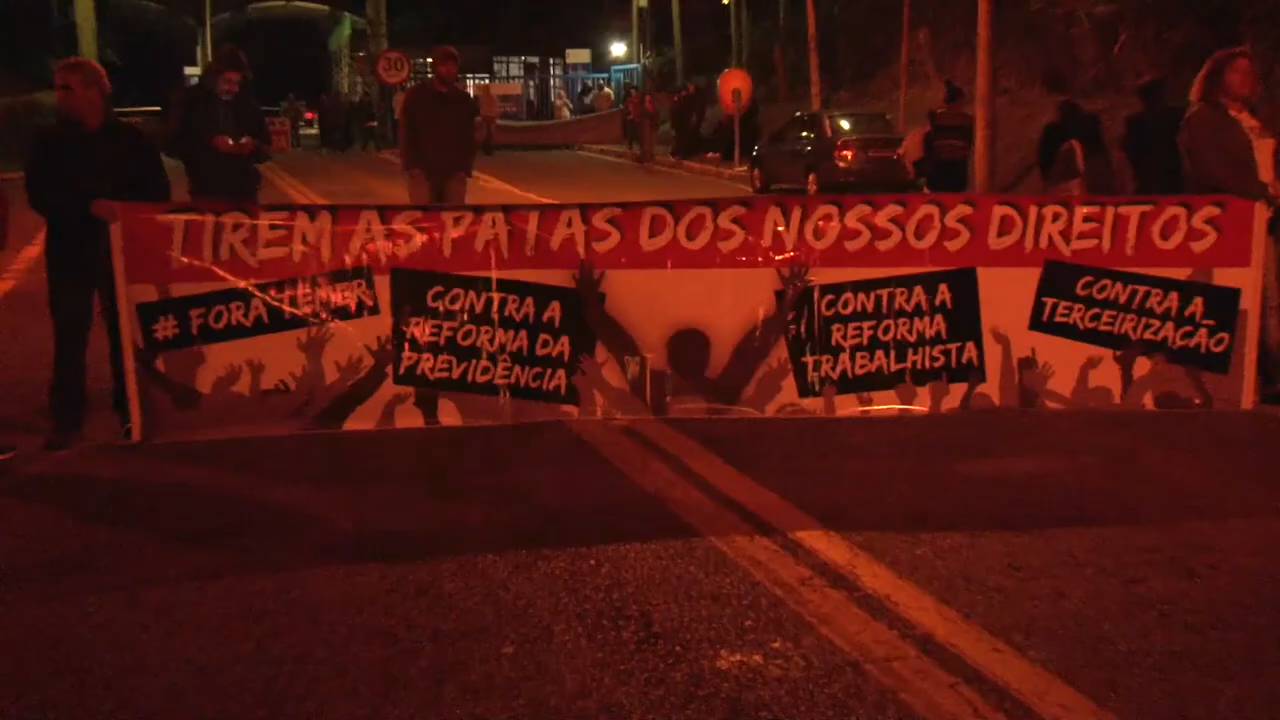 30
TIREM AS PATAS DOS NOSSOS DIREITOS
# FORA TEMER
CONTRA A
REFORMA DA
PREVIDÊNCIA
CONTRA A
REFORMA
TRABALHISTA
CONTRA A
TERCEIRIZAÇÃO